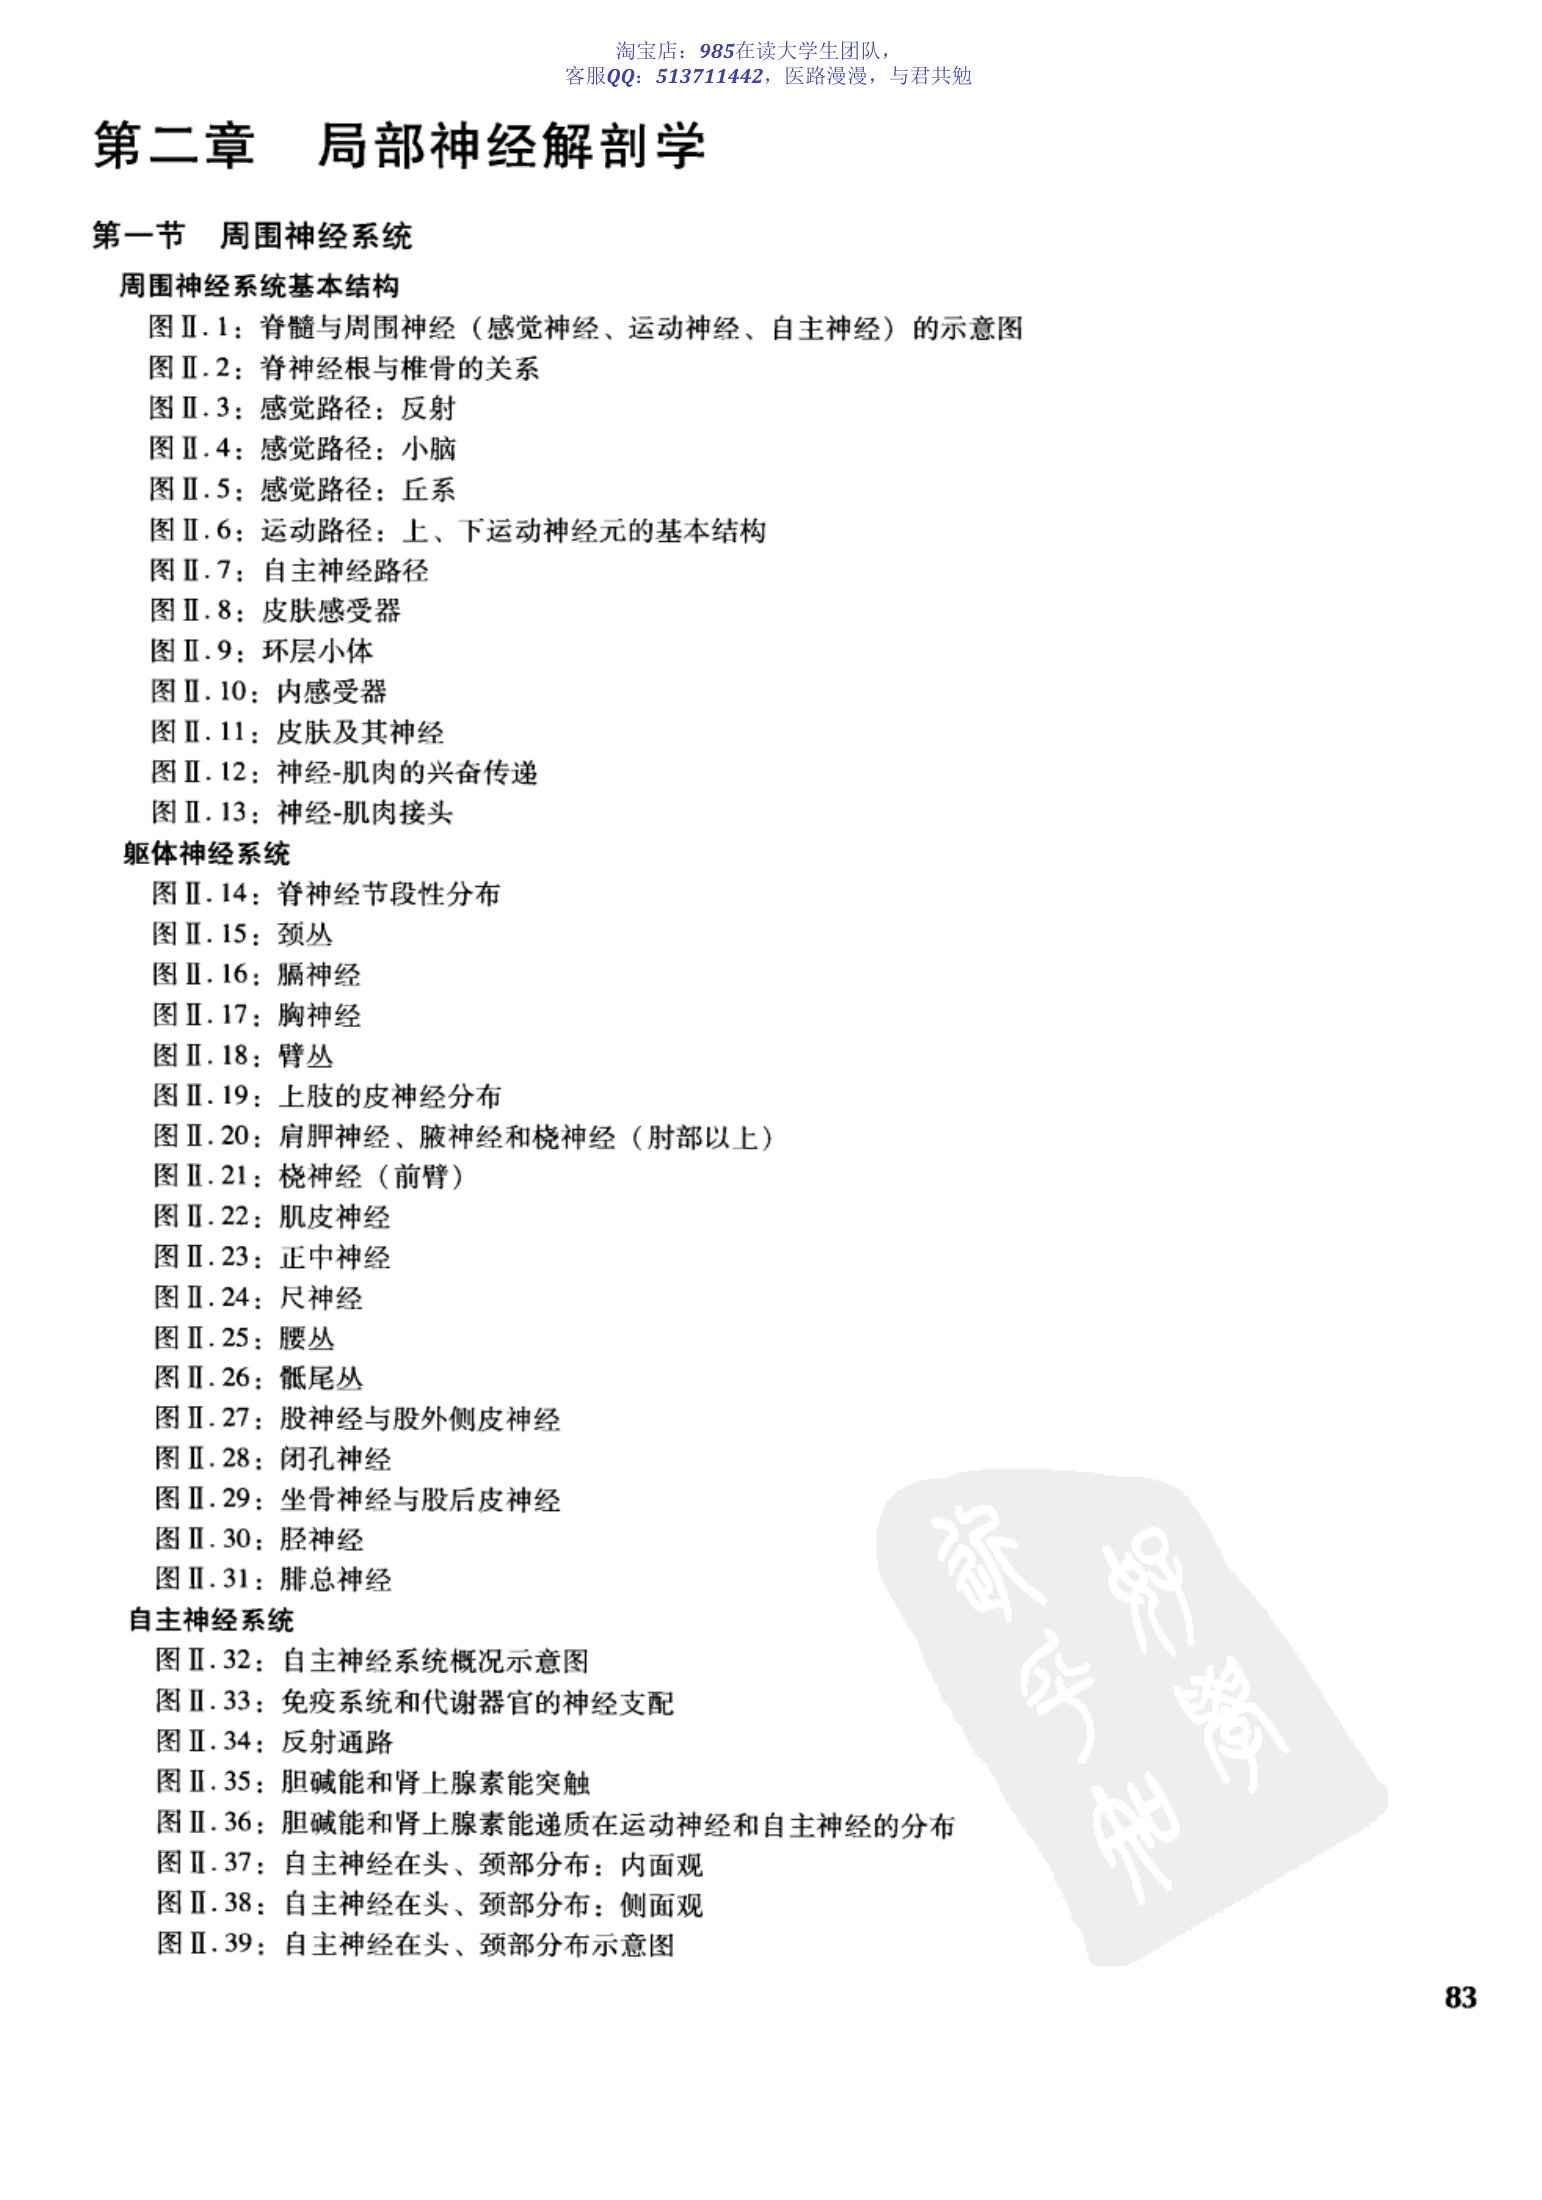 淘宝店：985在读大学生团队，
客服QQ：513711442，医路漫漫，与君共勉
第二章　局部神经解剖学
第一节　周围神经系统
周围神经系统基本结构
图Ⅱ.1：脊髓与周围神经（感觉神经、运动神经、自主神经）的示意图
图Ⅱ.2：脊神经根与椎骨的关系
图Ⅱ.3：感觉路径：反射
图Ⅱ.4：感觉路径：小脑
图Ⅱ.5：感觉路径：丘系
图Ⅱ.6：运动路径：上、下运动神经元的基本结构
图Ⅱ.7：自主神经路径
图Ⅱ.8：皮肤感受器
图Ⅱ.9：环层小体
图Ⅱ.10：内感受器
图Ⅱ.11：皮肤及其神经
图Ⅱ.12：神经-肌肉的兴奋传递
图Ⅱ.13：神经-肌肉接头
躯体神经系统
图Ⅱ.14：脊神经节段性分布
图Ⅱ.15：颈丛
图Ⅱ.16：膈神经
图Ⅱ.17：胸神经
图Ⅱ.18：臂丛
图Ⅱ.19：上肢的皮神经分布
图Ⅱ.20：肩胛神经、腋神经和桡神经（肘部以上）
图Ⅱ.21：桡神经（前臂）
图Ⅱ.22：肌皮神经
图Ⅱ.23：正中神经
图Ⅱ.24：尺神经
图Ⅱ.25：腰丛
图Ⅱ.26：骶尾丛
图Ⅱ.27：股神经与股外侧皮神经
图Ⅱ.28：闭孔神经
图Ⅱ.29：坐骨神经与股后皮神经
图Ⅱ.30：胫神经
图Ⅱ.31：腓总神经
自主神经系统
图Ⅱ.32：自主神经系统概况示意图
图Ⅱ.33：免疫系统和代谢器官的神经支配
图Ⅱ.34：反射通路
图Ⅱ.35：胆碱能和肾上腺素能突触
图Ⅱ.36：胆碱能和肾上腺素能递质在运动神经和自主神经的分布
图Ⅱ.37：自主神经在头、颈部分布：内面观
图Ⅱ.38：自主神经在头、颈部分布：侧面观
图Ⅱ.39：自主神经在头、颈部分布示意图
83